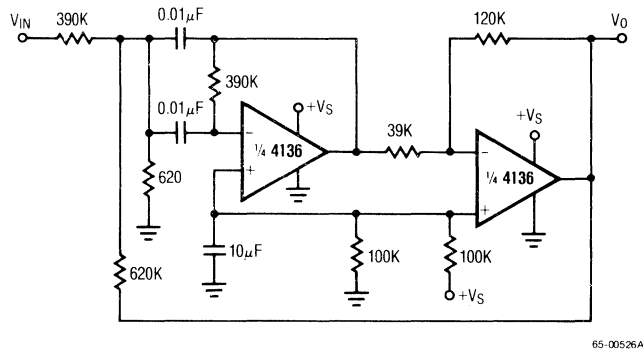 V_IN
390K
0.01μF
120K
V_O
390K
0.01μF
+V_S
+V_S
¼ 4136
39K
¼ 4136
−
+
−
+
620
10μF
100K
100K
620K
+V_S
65-00526A